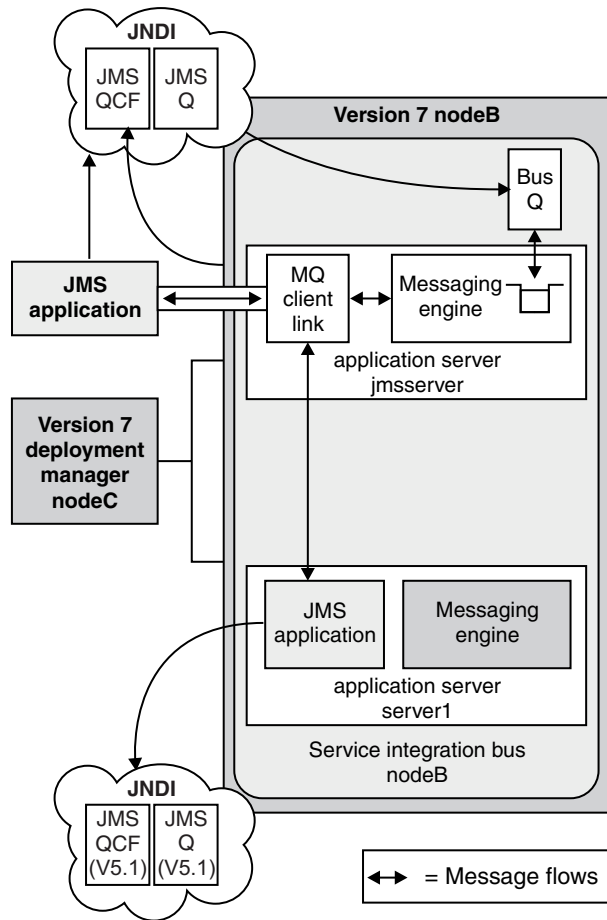 JNDI
JMS
QCF
JMS
Q
Version 7 nodeB
Bus
Q
JMS
application
MQ
client
link
Messaging
engine
application server
jmsserver
Version 7
deployment
manager
nodeC
JMS
application
Messaging
engine
application server
server1
Service integration bus
nodeB
JNDI
JMS
QCF
(V5.1)
JMS
Q
(V5.1)
= Message flows